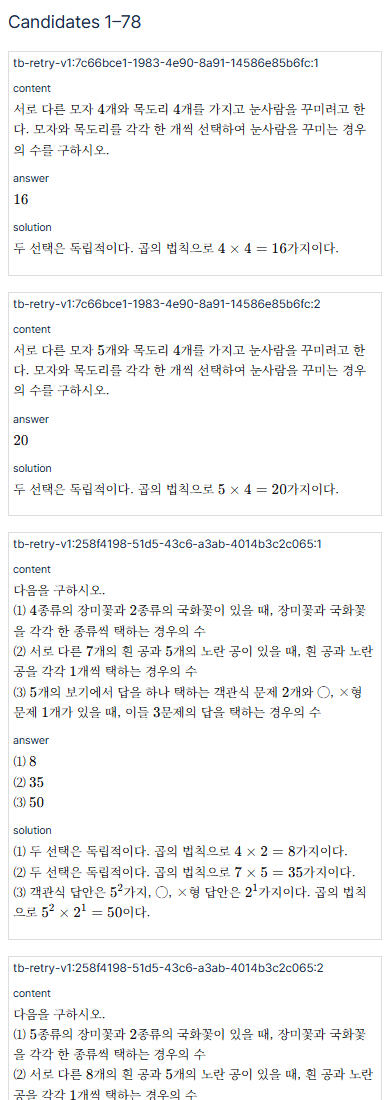 Candidates 1–78
tb-retry-v1:7c66bce1-1983-4e90-8a91-14586e85b6fc:1
content
서로 다른 모자 4개와 목도리 4개를 가지고 눈사람을 꾸미려고 한
다. 모자와 목도리를 각각 한 개씩 선택하여 눈사람을 꾸미는 경우
의 수를 구하시오.
answer
16
solution
두 선택은 독립적이다. 곱의 법칙으로 4 × 4 = 16가지이다.
tb-retry-v1:7c66bce1-1983-4e90-8a91-14586e85b6fc:2
content
서로 다른 모자 5개와 목도리 4개를 가지고 눈사람을 꾸미려고 한
다. 모자와 목도리를 각각 한 개씩 선택하여 눈사람을 꾸미는 경우
의 수를 구하시오.
answer
20
solution
두 선택은 독립적이다. 곱의 법칙으로 5 × 4 = 20가지이다.
tb-retry-v1:258f4198-51d5-43c6-a3ab-4014b3c2c065:1
content
다음을 구하시오.
⑴ 4종류의 장미꽃과 2종류의 국화꽃이 있을 때, 장미꽃과 국화꽃
을 각각 한 종류씩 택하는 경우의 수
⑵ 서로 다른 7개의 흰 공과 5개의 노란 공이 있을 때, 흰 공과 노란
공을 각각 1개씩 택하는 경우의 수
⑶ 5개의 보기에서 답을 하나 택하는 객관식 문제 2개와 ◯, ×형
문제 1개가 있을 때, 이들 3문제의 답을 택하는 경우의 수
answer
⑴ 8
⑵ 35
⑶ 50
solution
⑴ 두 선택은 독립적이다. 곱의 법칙으로 4 × 2 = 8가지이다.
⑵ 두 선택은 독립적이다. 곱의 법칙으로 7 × 5 = 35가지이다.
⑶ 객관식 답안은 5²가지, ◯, ×형 답안은 2¹가지이다. 곱의 법칙
으로 5² × 2¹ = 50이다.
tb-retry-v1:258f4198-51d5-43c6-a3ab-4014b3c2c065:2
content
다음을 구하시오.
⑴ 5종류의 장미꽃과 2종류의 국화꽃이 있을 때, 장미꽃과 국화꽃
을 각각 한 종류씩 택하는 경우의 수
⑵ 서로 다른 8개의 흰 공과 5개의 노란 공이 있을 때, 흰 공과 노란
공을 각각 1개씩 택하는 경우의 수